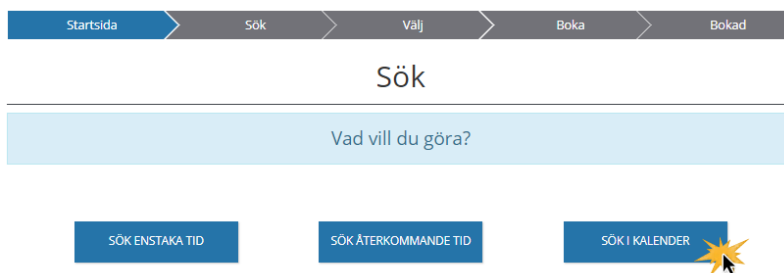 Startsida Sök Välj Boka Bokad
Sök
Vad vill du göra?
SÖK ENSTAKA TID SÖK ÅTERKOMMANDE TID SÖK I KALENDER